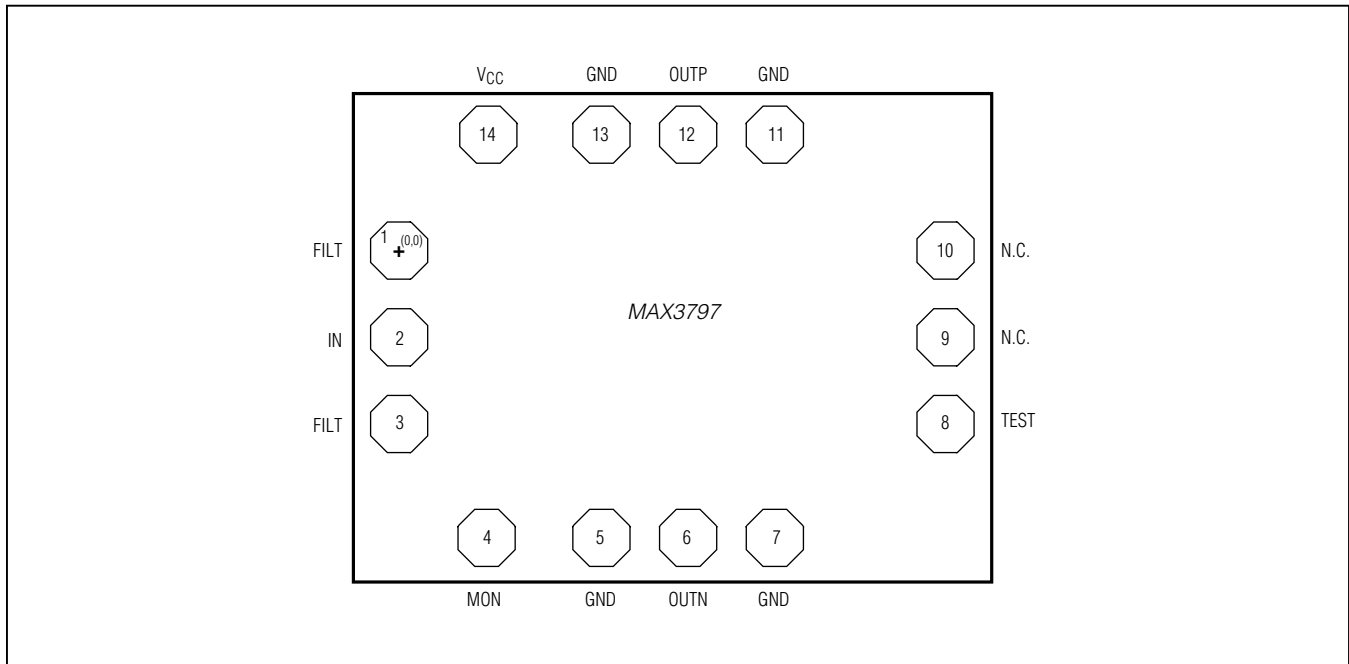 VCC GND OUTP GND
14 13 12 11
FILT 1 (0,0) 10 N.C.
MAX3797
IN 2 9 N.C.
FILT 3 8 TEST
4 5 6 7
MON GND OUTN GND